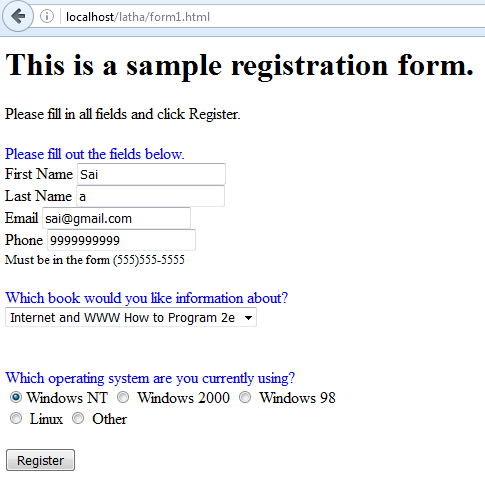 localhost/latha/form1.html
This is a sample registration form.
Please fill in all fields and click Register.
Please fill out the fields below.
First Name Sai
Last Name a
Email sai@gmail.com
Phone 9999999999
Must be in the form (555)555-5555
Which book would you like information about?
Internet and WWW How to Program 2e
Which operating system are you currently using?
Windows NT Windows 2000 Windows 98
Linux Other
Register